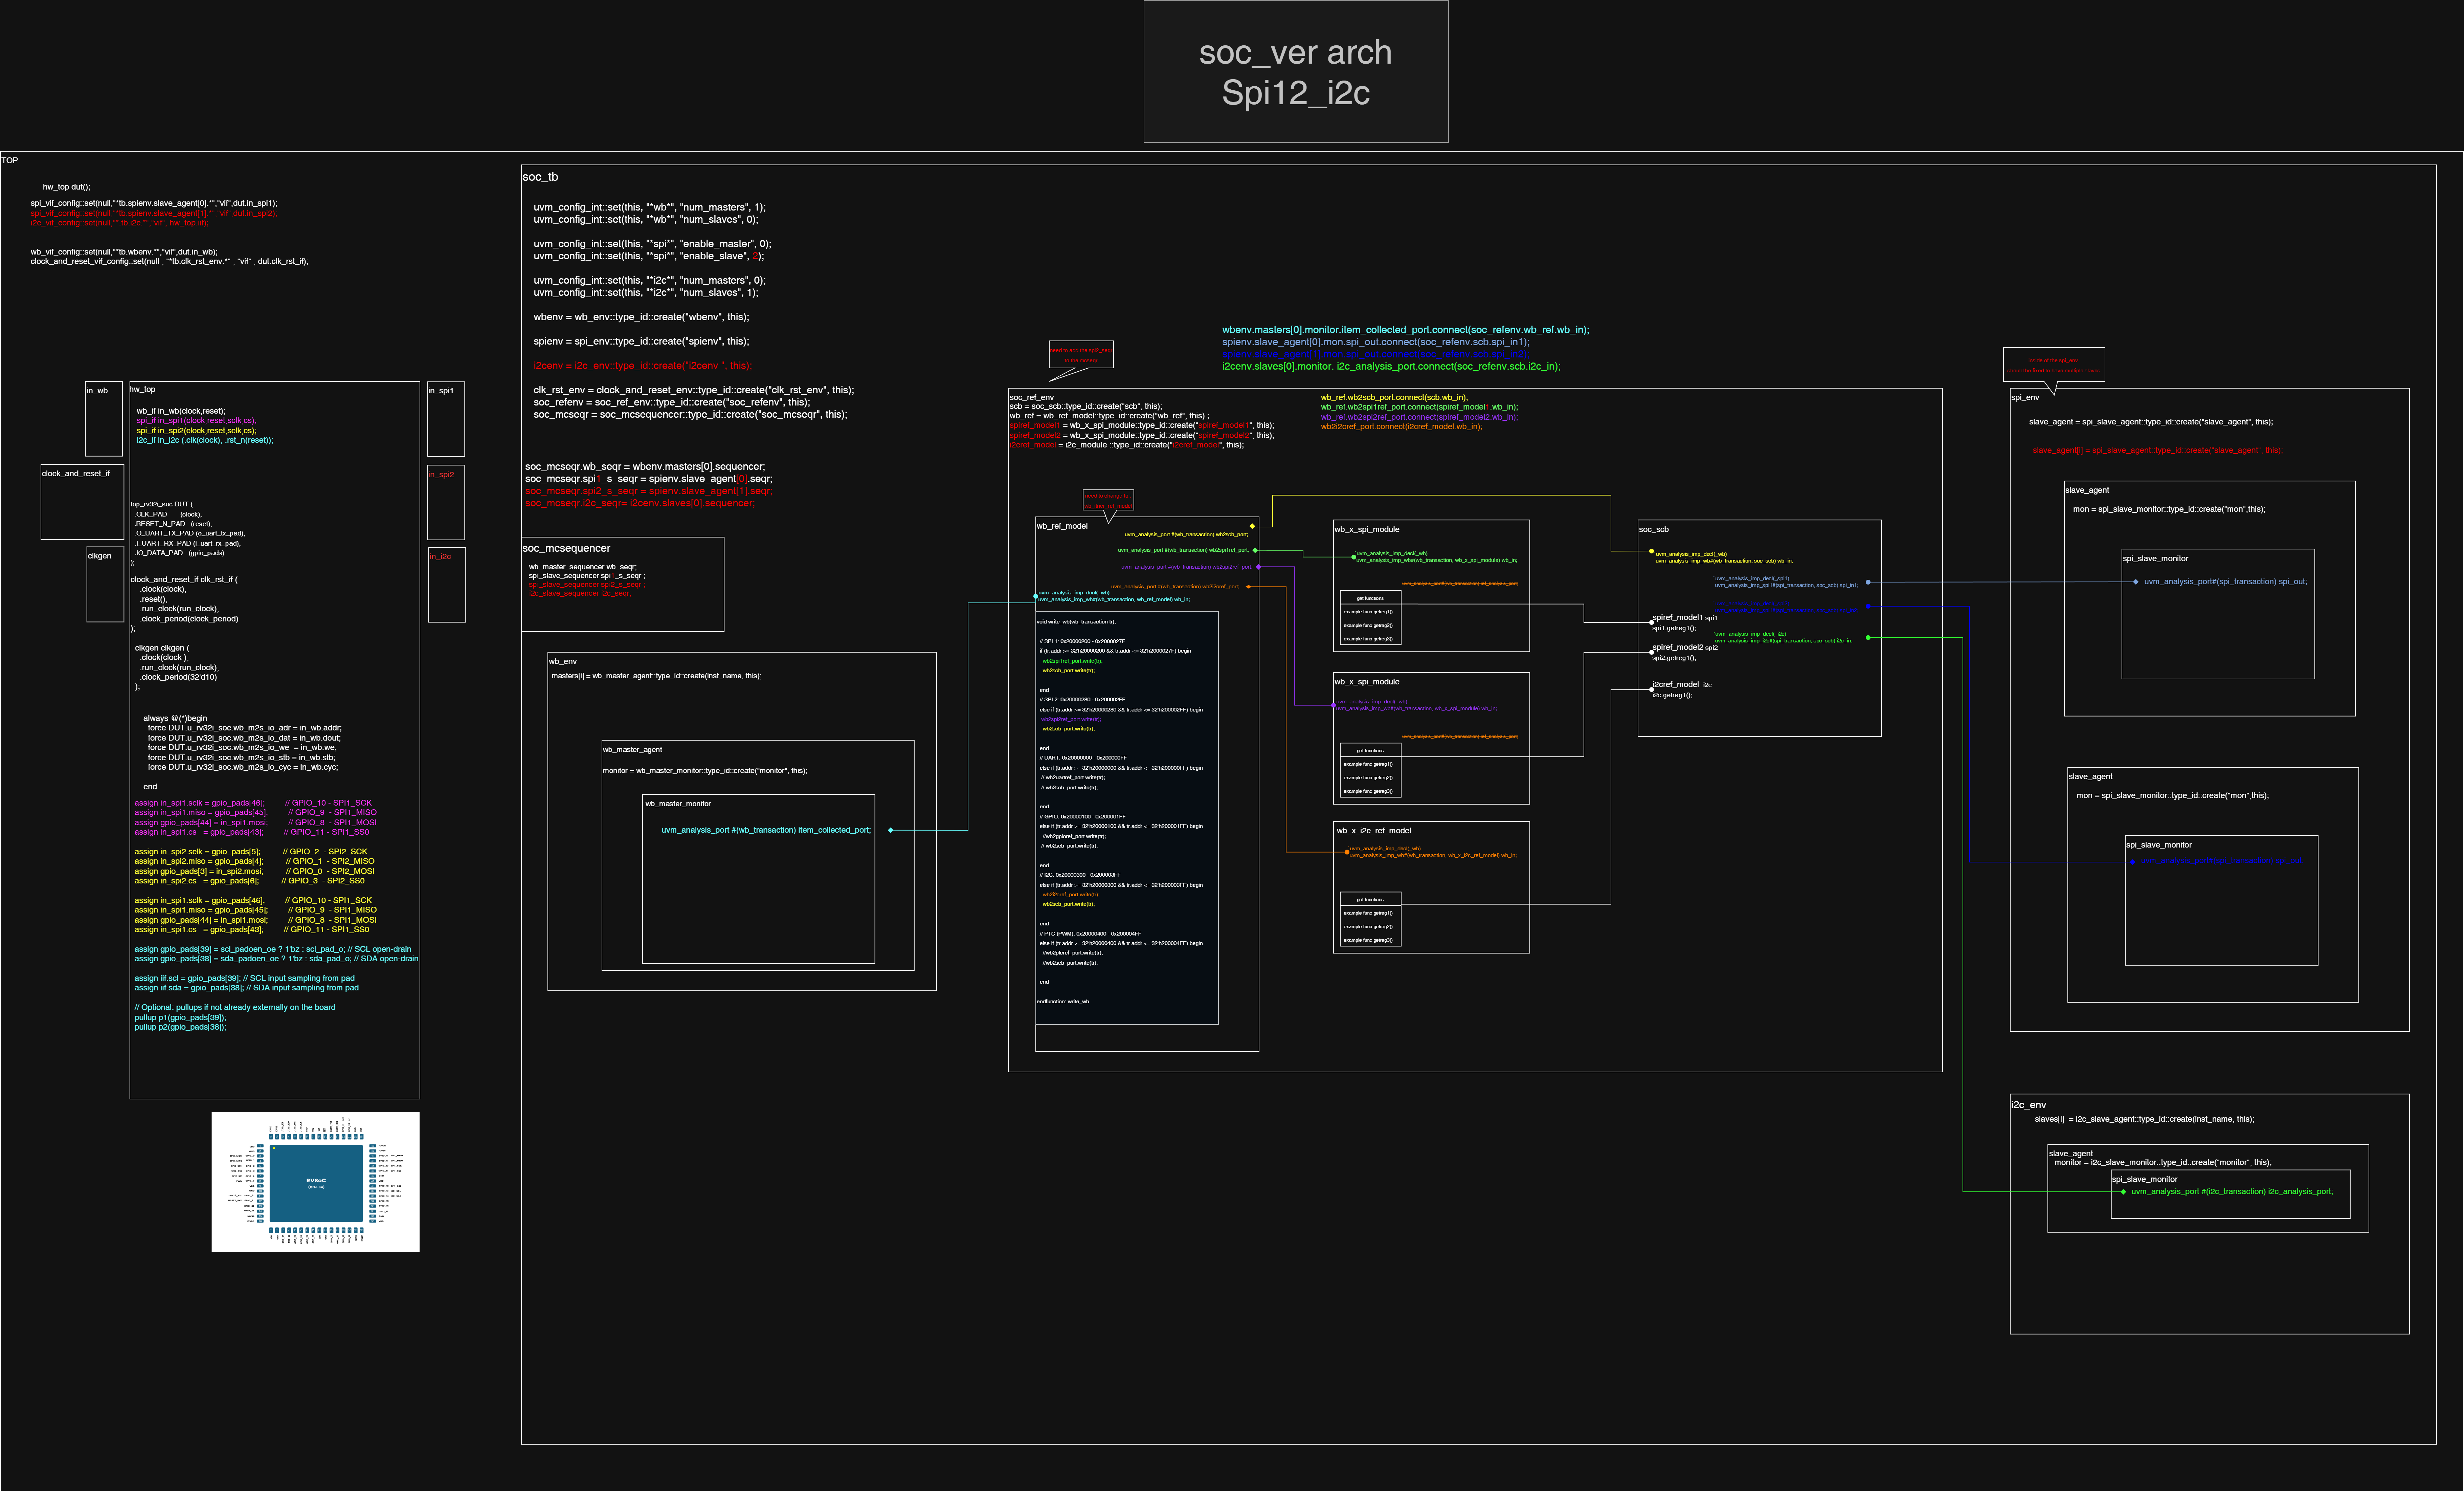 soc_ver arch
Spi12_i2c
TOP
hw_top dut();
spi_vif_config::set(null,"*tb.spienv.slave_agent[0].*","vif",dut.in_spi1);
spi_vif_config::set(null,"*tb.spienv.slave_agent[1].*","vif",dut.in_spi2);
i2c_vif_config::set(null,"*.tb.i2c.*","vif", hw_top.iif);
wb_vif_config::set(null,"*tb.wbenv.*","vif",dut.in_wb);
clock_and_reset_vif_config::set(null , "*tb.clk_rst_env.*" , "vif" , dut.clk_rst_if);
in_wb
clock_and_reset_if
clkgen
hw_top
wb_if in_wb(clock,reset);
spi_if in_spi1(clock,reset,sclk,cs);
spi_if in_spi2(clock,reset,sclk,cs);
i2c_if in_i2c (.clk(clock), .rst_n(reset));
top_rv32i_soc DUT (
.CLK_PAD (clock),
.RESET_N_PAD (reset),
.O_UART_TX_PAD (o_uart_tx_pad),
.I_UART_RX_PAD (i_uart_rx_pad),
.IO_DATA_PAD (gpio_pads)
);
clock_and_reset_if clk_rst_if (
.clock(clock),
.reset(),
.run_clock(run_clock),
.clock_period(clock_period)
);
clkgen clkgen (
.clock(clock ),
.run_clock(run_clock),
.clock_period(32'd10)
);
always @(*)begin
force DUT.u_rv32i_soc.wb_m2s_io_adr = in_wb.addr;
force DUT.u_rv32i_soc.wb_m2s_io_dat = in_wb.dout;
force DUT.u_rv32i_soc.wb_m2s_io_we = in_wb.we;
force DUT.u_rv32i_soc.wb_m2s_io_stb = in_wb.stb;
force DUT.u_rv32i_soc.wb_m2s_io_cyc = in_wb.cyc;
end
assign in_spi1.sclk = gpio_pads[46]; // GPIO_10 - SPI1_SCK
assign in_spi1.miso = gpio_pads[45]; // GPIO_9 - SPI1_MISO
assign gpio_pads[44] = in_spi1.mosi; // GPIO_8 - SPI1_MOSI
assign in_spi1.cs = gpio_pads[43]; // GPIO_11 - SPI1_SS0
assign in_spi2.sclk = gpio_pads[5]; // GPIO_2 - SPI2_SCK
assign in_spi2.miso = gpio_pads[4]; // GPIO_1 - SPI2_MISO
assign gpio_pads[3] = in_spi2.mosi; // GPIO_0 - SPI2_MOSI
assign in_spi2.cs = gpio_pads[6]; // GPIO_3 - SPI2_SS0
assign in_spi1.sclk = gpio_pads[46]; // GPIO_10 - SPI1_SCK
assign in_spi1.miso = gpio_pads[45]; // GPIO_9 - SPI1_MISO
assign gpio_pads[44] = in_spi1.mosi; // GPIO_8 - SPI1_MOSI
assign in_spi1.cs = gpio_pads[43]; // GPIO_11 - SPI1_SS0
assign gpio_pads[39] = scl_padoen_oe ? 1'bz : scl_pad_o; // SCL open-drain
assign gpio_pads[38] = sda_padoen_oe ? 1'bz : sda_pad_o; // SDA open-drain
assign iif.scl = gpio_pads[39]; // SCL input sampling from pad
assign iif.sda = gpio_pads[38]; // SDA input sampling from pad
// Optional: pullups if not already externally on the board
pullup p1(gpio_pads[39]);
pullup p2(gpio_pads[38]);
in_spi1
in_spi2
in_i2c
RVSoC
soc_tb
uvm_config_int::set(this, "*wb*", "num_masters", 1);
uvm_config_int::set(this, "*wb*", "num_slaves", 0);
uvm_config_int::set(this, "*spi*", "enable_master", 0);
uvm_config_int::set(this, "*spi*", "enable_slave", 2);
uvm_config_int::set(this, "*i2c*", "num_masters", 0);
uvm_config_int::set(this, "*i2c*", "num_slaves", 1);
wbenv = wb_env::type_id::create("wbenv", this);
spienv = spi_env::type_id::create("spienv", this);
i2cenv = i2c_env::type_id::create("i2cenv ", this);
clk_rst_env = clock_and_reset_env::type_id::create("clk_rst_env", this);
soc_refenv = soc_ref_env::type_id::create("soc_refenv", this);
soc_mcseqr = soc_mcsequencer::type_id::create("soc_mcseqr", this);
soc_mcseqr.wb_seqr = wbenv.masters[0].sequencer;
soc_mcseqr.spi1_s_seqr = spienv.slave_agent[0].seqr;
soc_mcseqr.spi2_s_seqr = spienv.slave_agent[1].seqr;
soc_mcseqr.i2c_seqr= i2cenv.slaves[0].sequencer;
soc_mcsequencer
wb_master_sequencer wb_seqr;
spi_slave_sequencer spi1_s_seqr ;
spi_slave_sequencer spi2_s_seqr ;
i2c_slave_sequencer i2c_seqr;
wb_env
masters[i] = wb_master_agent::type_id::create(inst_name, this);
wb_master_agent
monitor = wb_master_monitor::type_id::create("monitor", this);
wb_master_monitor
uvm_analysis_port #(wb_transaction) item_collected_port;
wbenv.masters[0].monitor.item_collected_port.connect(soc_refenv.wb_ref.wb_in);
spienv.slave_agent[0].mon.spi_out.connect(soc_refenv.scb.spi_in1);
spienv.slave_agent[1].mon.spi_out.connect(soc_refenv.scb.spi_in2);
i2cenv.slaves[0].monitor. i2c_analysis_port.connect(soc_refenv.scb.i2c_in);
need to add the spi2_
to the
soc_ref_env
scb = soc_scb::type_id::create("scb", this);
wb_ref = wb_ref_model::type_id::create("wb_ref", this) ;
spiref_model1 = wb_x_spi_module::type_id::create("spiref_model1", this);
spiref_model2 = wb_x_spi_module::type_id::create("spiref_model2", this);
i2cref_model = i2c_module ::type_id::create("i2cref_model", this);
wb_ref.wb2scb_port.connect(scb.wb_in);
wb_ref.wb2spi1ref_port.connect(spiref_model1.wb_in);
wb_ref.wb2spi2ref_port.connect(spiref_model2.wb_in);
wb2i2cref_port.connect(i2cref_model.wb_in);
need to change to
wb_ref_model
uvm_analysis_port #(wb_transaction) wb2scb_port;
uvm_analysis_port #(wb_transaction) wb2spi1ref_port;
uvm_analysis_port #(wb_transaction) wb2spi2ref_port;
uvm_analysis_port #(wb_transaction) wb2i2cref_port;
`uvm_analysis_imp_decl(_wb)
uvm_analysis_imp_wb#(wb_transaction, wb_ref_model) wb_in;
void write_wb(wb_transaction tr);
// SPI 1: 0x20000200 - 0x2000027F
if (tr.addr >= 32'h20000200 && tr.addr <= 32'h2000027F) begin
wb2spi1ref_port.write(tr);
wb2scb_port.write(tr);
end
// SPI 2: 0x20000280 - 0x200002FF
else if (tr.addr >= 32'h20000280 && tr.addr <= 32'h200002FF) begin
wb2spi2ref_port.write(tr);
wb2scb_port.write(tr);
end
// UART: 0x20000000 - 0x200000FF
else if (tr.addr >= 32'h20000000 && tr.addr <= 32'h200000FF) begin
// wb2uartref_port.write(tr);
// wb2scb_port.write(tr);
end
// GPIO: 0x20000100 - 0x200001FF
else if (tr.addr >= 32'h20000100 && tr.addr <= 32'h200001FF) begin
//wb2gpioref_port.write(tr);
// wb2scb_port.write(tr);
end
// I2C: 0x20000300 - 0x200003FF
else if (tr.addr >= 32'h20000300 && tr.addr <= 32'h200003FF) begin
wb2i2cref_port.write(tr);
wb2scb_port.write(tr);
end
// PTC (PWM): 0x20000400 - 0x200004FF
else if (tr.addr >= 32'h20000400 && tr.addr <= 32'h200004FF) begin
//wb2ptcref_port.write(tr);
//wb2scb_port.write(tr);
end
endfunction: write_wb
wb_x_spi_module
`uvm_analysis_imp_decl(_wb)
uvm_analysis_imp_wb#(wb_transaction, wb_x_spi_module) wb_in;
uvm_analysis_port#(wb_transaction) ref_analysis_port
get functions
example func getreg1()
example func getreg2()
example func getreg3()
wb_x_spi_module
`uvm_analysis_imp_decl(_wb)
uvm_analysis_imp_wb#(wb_transaction, wb_x_spi_module) wb_in;
uvm_analysis_port#(wb_transaction) ref_analysis_port
get functions
example func getreg1()
example func getreg2()
example func getreg3()
wb_x_i2c_ref_model
`uvm_analysis_imp_decl(_wb)
uvm_analysis_imp_wb#(wb_transaction, wb_x_i2c_ref_model) wb_in;
get functions
example func getreg1()
example func getreg2()
example func getreg3()
soc_scb
`uvm_analysis_imp_decl(_wb)
uvm_analysis_imp_wb#(wb_transaction, soc_scb) wb_in;
`uvm_analysis_imp_decl(_spi1)
uvm_analysis_imp_spi1#(spi_transaction, soc_scb) spi_in1;
spiref_model1 spi1
spi1.getreg1();
`uvm_analysis_imp_decl(_i2c)
uvm_analysis_imp_i2c#(spi_transaction, soc_scb) i2c_in;
spiref_model2 spi2
spi2.getreg1();
i2cref_model i2c
i2c.getreg1();
inside of the spi_env
should be fixed to have multiple slaves
spi_env
slave_agent = spi_slave_agent::type_id::create("slave_agent", this);
slave_agent[i] = spi_slave_agent::type_id::create("slave_agent", this);
slave_agent
mon = spi_slave_monitor::type_id::create("mon",this);
spi_slave_monitor
uvm_analysis_port#(spi_transaction) spi_out;
slave_agent
mon = spi_slave_monitor::type_id::create("mon",this);
spi_slave_monitor
uvm_analysis_port#(spi_transaction) spi_out;
i2c_env
slaves[i] = i2c_slave_agent::type_id::create(inst_name, this);
slave_agent
monitor = i2c_slave_monitor::type_id::create("monitor", this);
spi_slave_monitor
uvm_analysis_port #(i2c_transaction) i2c_analysis_port;